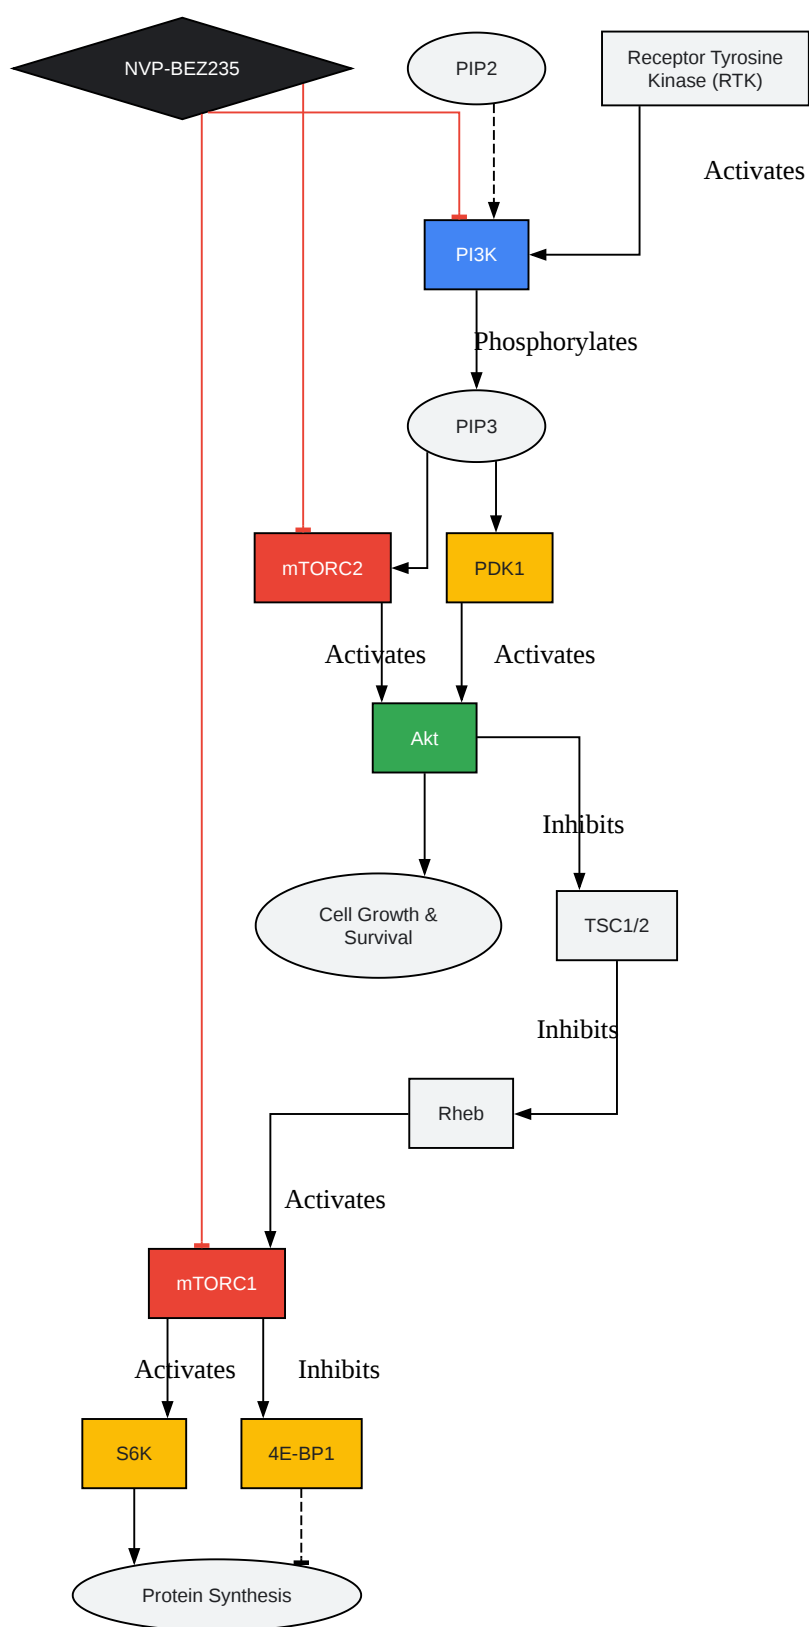 NVP-BEZ235
PIP2
Receptor Tyrosine
Kinase (RTK)
Activates
PI3K
Phosphorylates
PIP3
mTORC2
PDK1
Activates
Activates
Akt
Inhibits
Cell Growth &
Survival
TSC1/2
Inhibits
Rheb
Activates
mTORC1
Activates
Inhibits
S6K
4E-BP1
Protein Synthesis